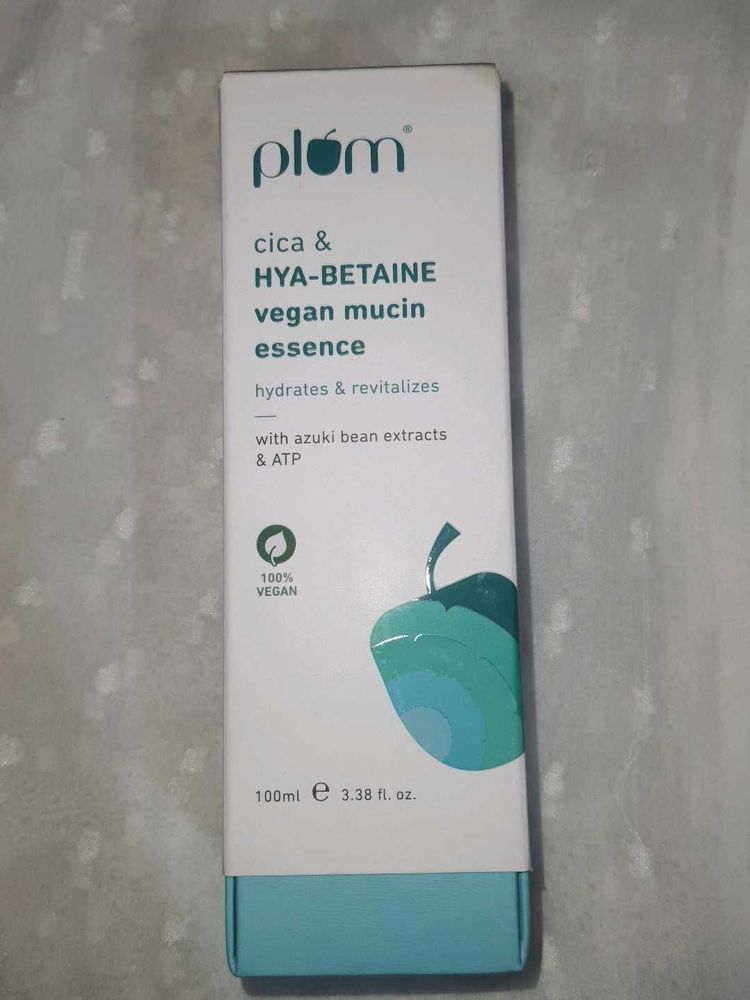 plum®
cica &
HYA-BETAINE
vegan mucin
essence
hydrates & revitalizes
with azuki bean extracts
& ATP
100%
VEGAN
100ml ℮ 3.38 fl. oz.